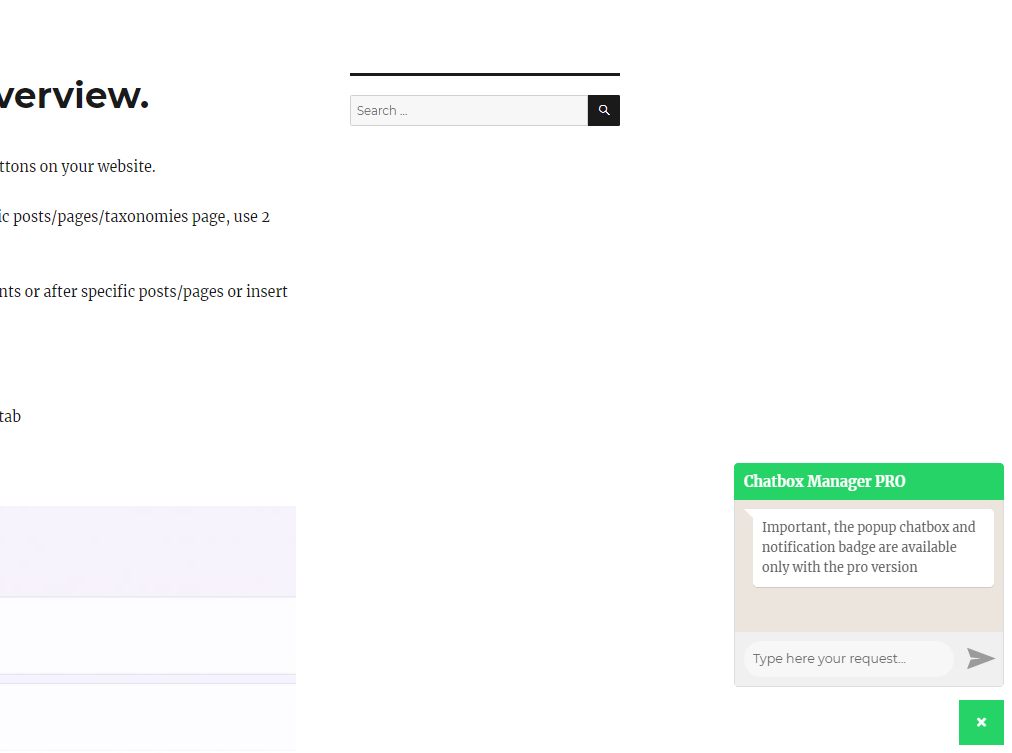 verview.
Search ...
ttons on your website.
ic posts/pages/taxonomies page, use 2
nts or after specific posts/pages or insert
tab
Chatbox Manager PRO
Important, the popup chatbox and
notification badge are available
only with the pro version
Type here your request...